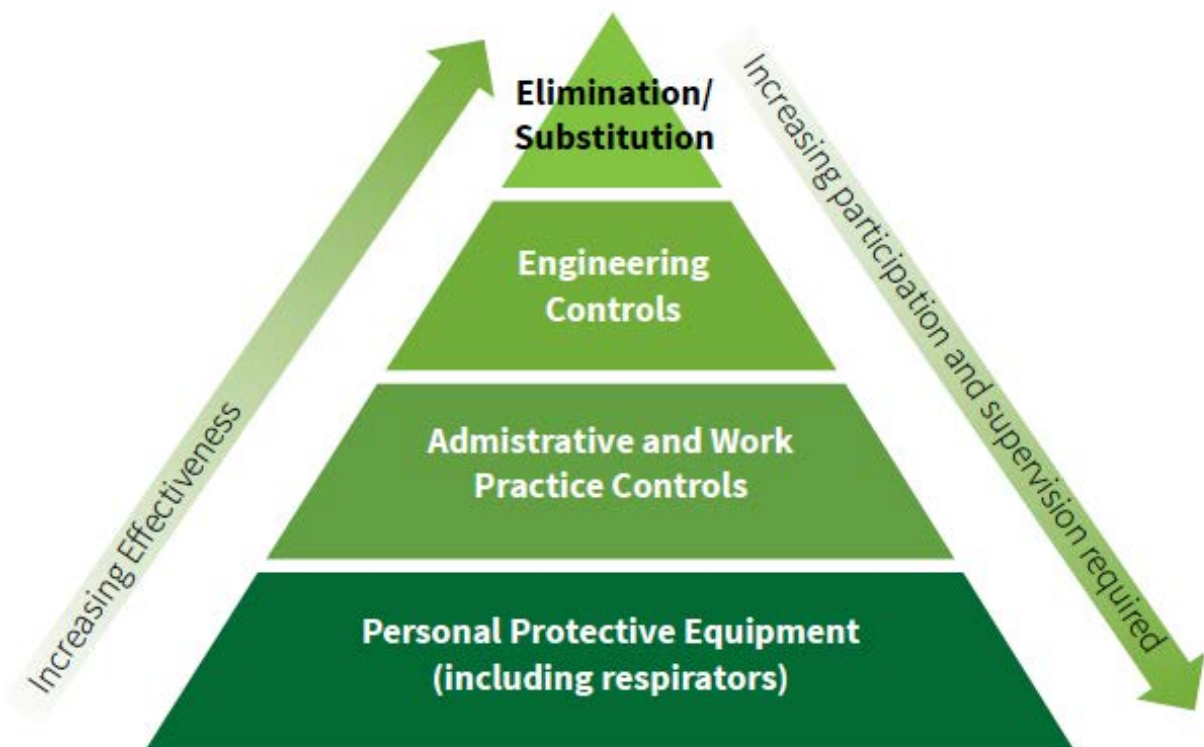 Elimination/
Substitution
Engineering
Controls
Admistrative and Work
Practice Controls
Personal Protective Equipment
(including respirators)
Increasing Effectiveness
Increasing participation and supervision required